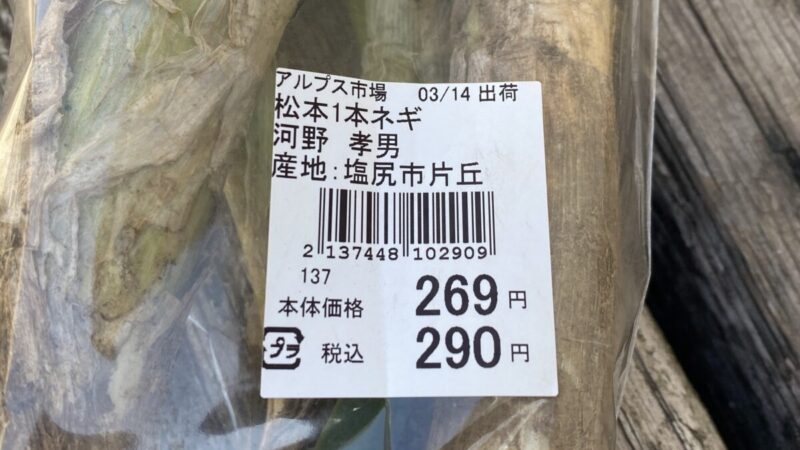 アルプス市場 03/14 出荷
松本1本ネギ
河野 孝男
産地:塩尻市片丘
2 137448 102909
137
本体価格 269 円
プラ 税込 290 円